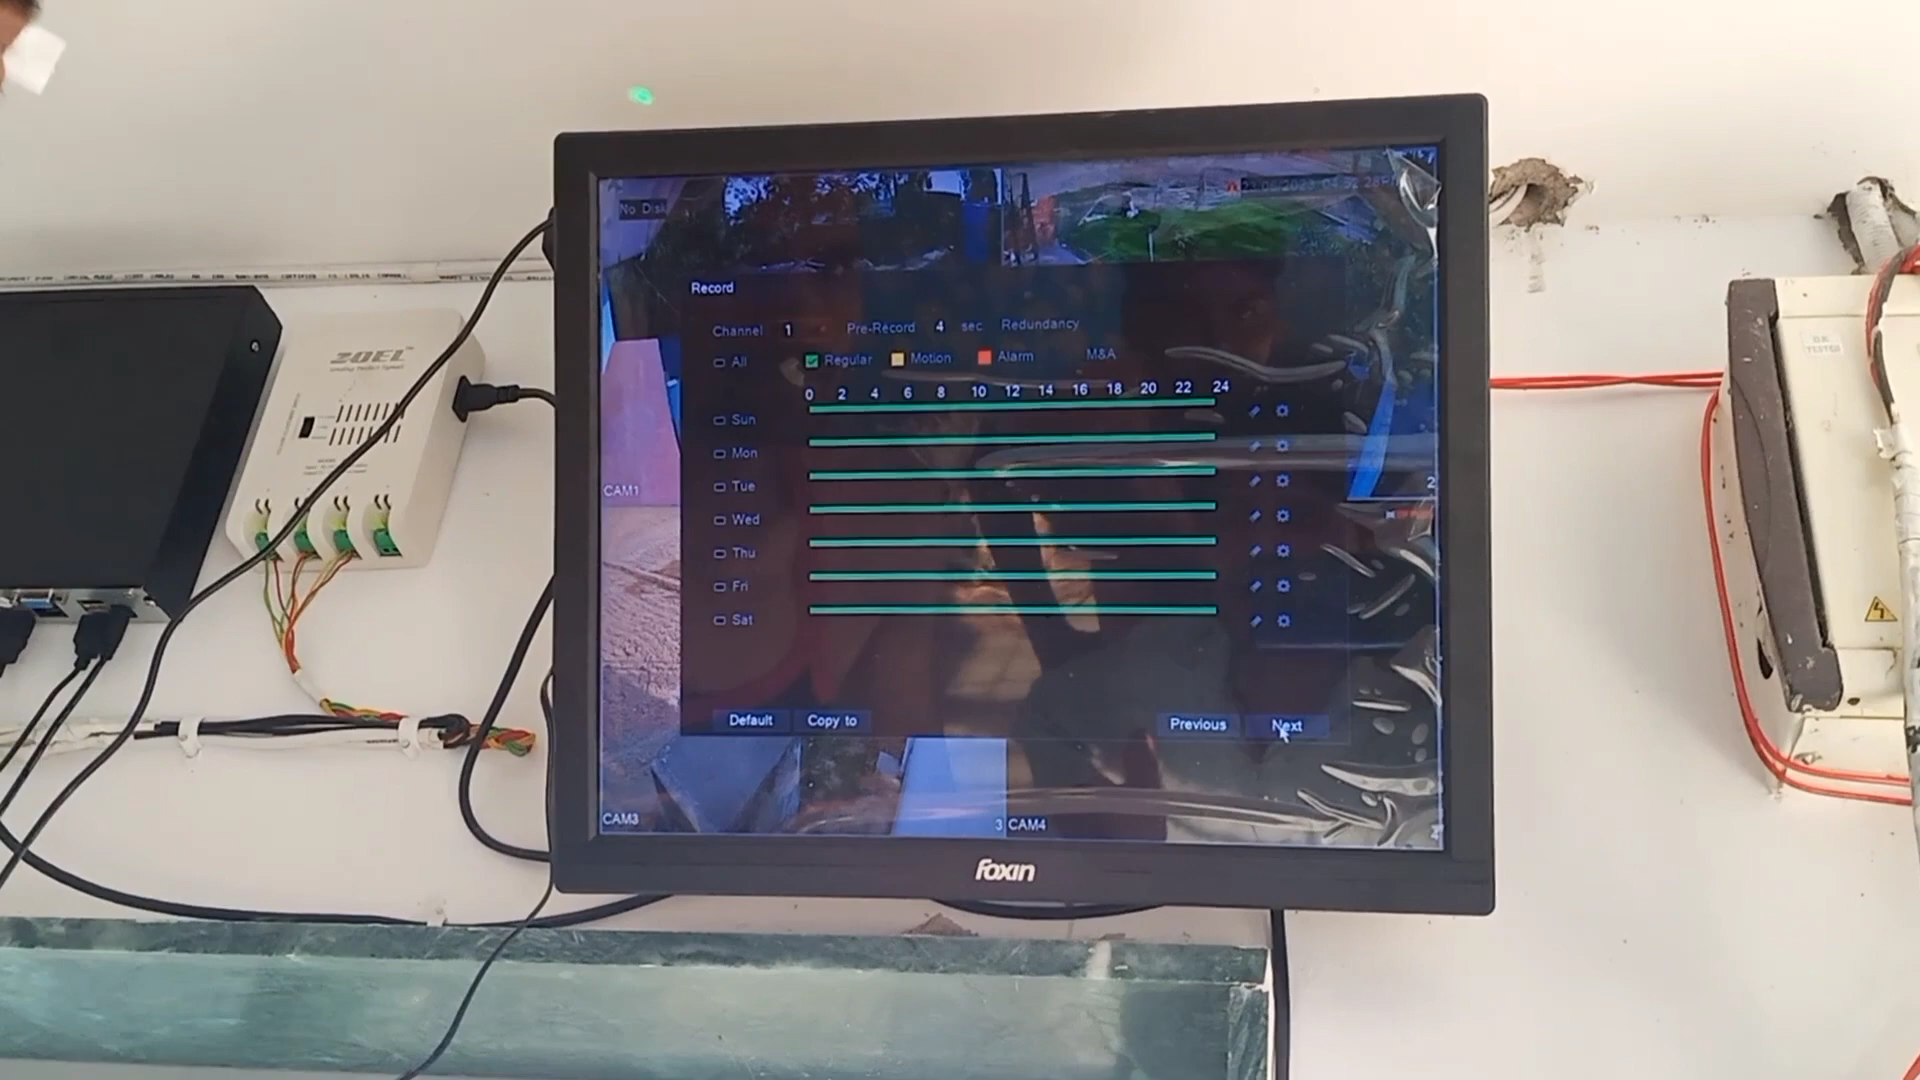 No Disk
Record
Channel 1 Pre-Record 4 sec Redundancy
All Regular Motion Alarm M&A
0 2 4 6 8 10 12 14 16 18 20 22 24
Sun
Mon
Tue
Wed
Thu
Fri
Sat
Default Copy to Previous Next
CAM1
2
CAM3
3 CAM4
4
foxin
ZOEL